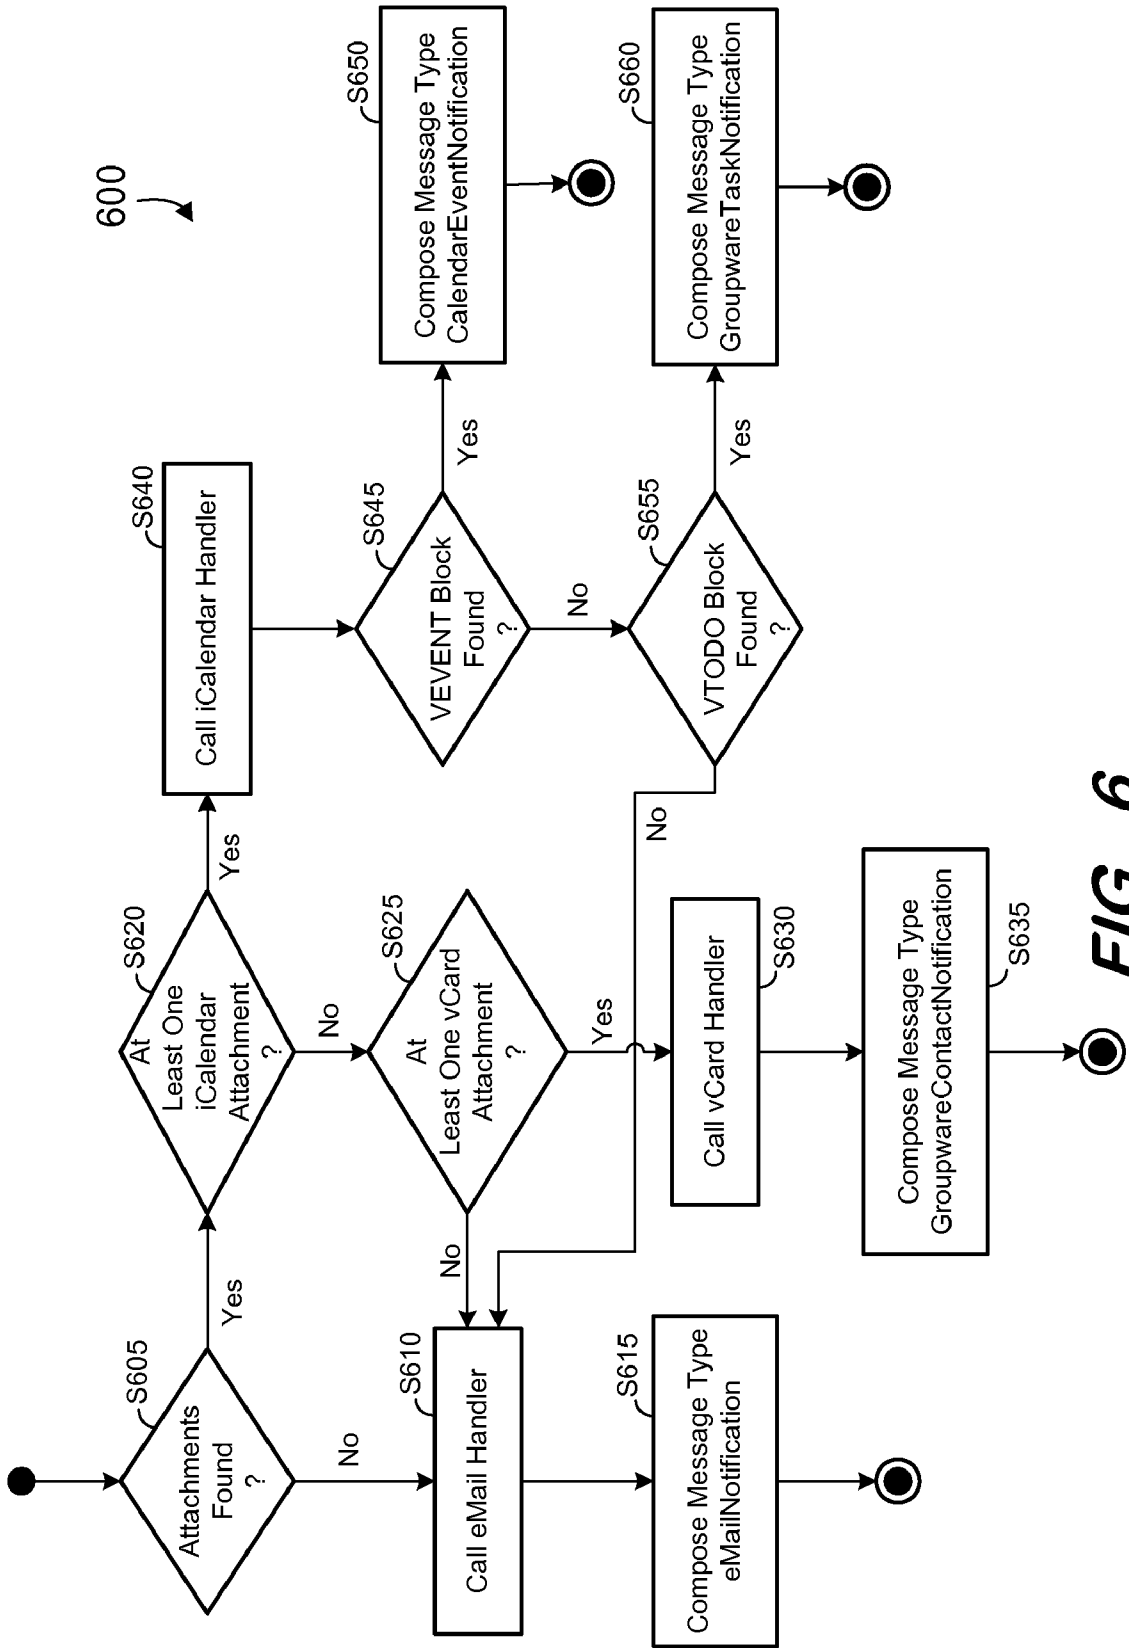 600
Attachments
Found
?
S605
Yes
No
Call eMail Handler
S610
Compose Message Type
eMailNotification
S615
At
Least One
iCalendar
Attachment
?
S620
Yes
No
At
Least One vCard
Attachment
?
S625
No
Yes
Call vCard Handler
S630
Compose Message Type
GroupwareContactNotification
S635
Call iCalendar Handler
S640
VEVENT Block
Found
?
S645
Yes
No
Compose Message Type
CalendarEventNotification
S650
VTODO Block
Found
?
S655
Yes
No
Compose Message Type
GroupwareTaskNotification
S660
FIG. 6